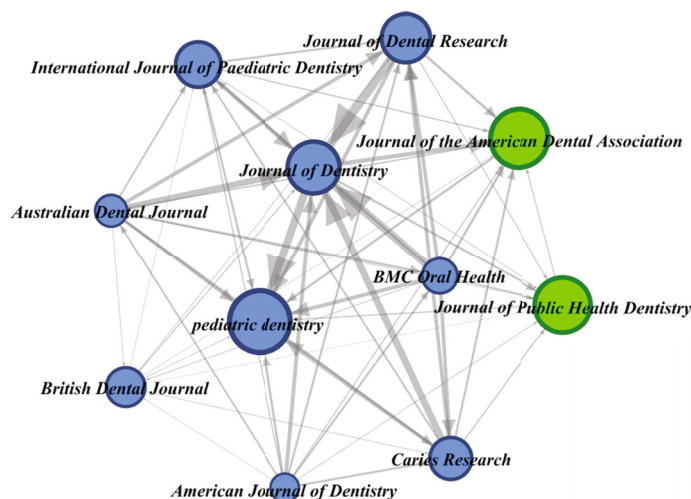 Journal of Dental Research
International Journal of Paediatric Dentistry
Journal of the American Dental Association
Journal of Dentistry
Australian Dental Journal
BMC Oral Health
Journal of Public Health Dentistry
pediatric dentistry
British Dental Journal
Caries Research
American Journal of Dentistry